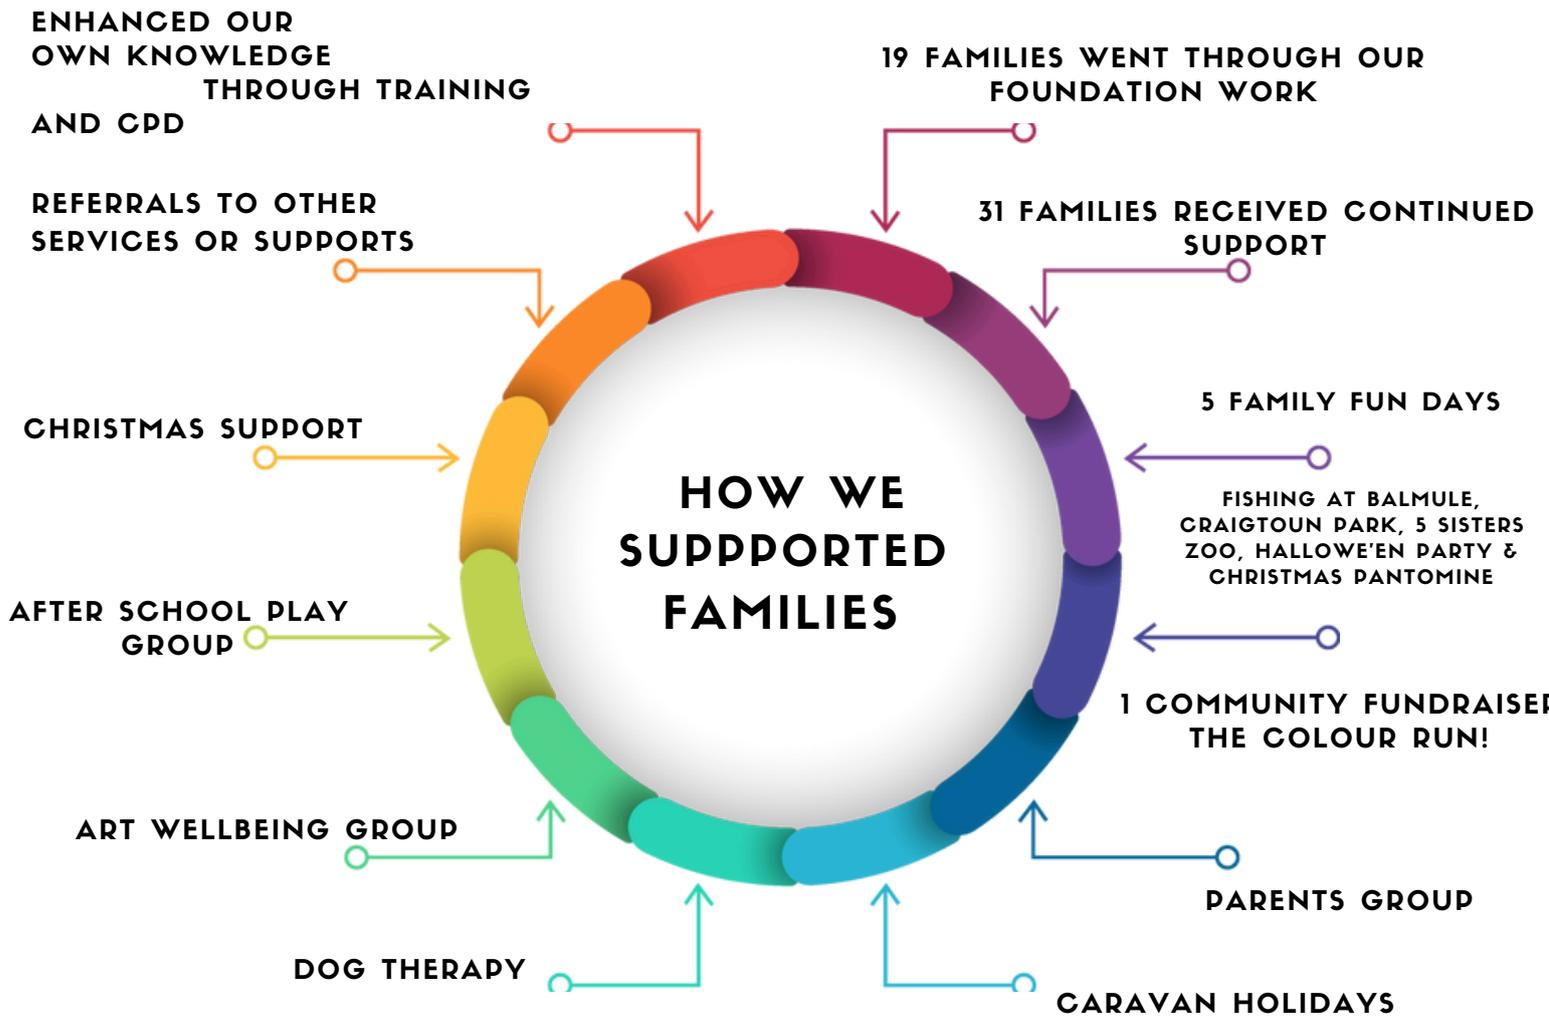 ENHANCED OUR
OWN KNOWLEDGE
THROUGH TRAINING
AND CPD
19 FAMILIES WENT THROUGH OUR
FOUNDATION WORK
REFERRALS TO OTHER
SERVICES OR SUPPORTS
31 FAMILIES RECEIVED CONTINUED
SUPPORT
CHRISTMAS SUPPORT
5 FAMILY FUN DAYS
FISHING AT BALMULE,
CRAIGTOUN PARK, 5 SISTERS
ZOO, HALLOWE'EN PARTY &
CHRISTMAS PANTOMINE
HOW WE
SUPPPORTED
FAMILIES
AFTER SCHOOL PLAY
GROUP
1 COMMUNITY FUNDRAISER
THE COLOUR RUN!
ART WELLBEING GROUP
PARENTS GROUP
DOG THERAPY
CARAVAN HOLIDAYS